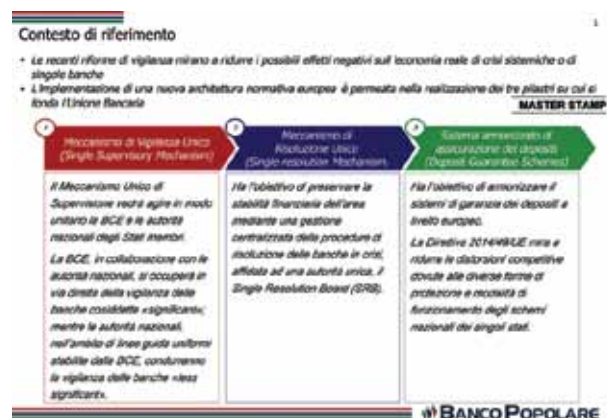 1
Contesto di riferimento
• Le recenti riforme di vigilanza mirano a ridurre i possibili effetti negativi sull'economia reale di crisi sistemiche o di
singole banche
• L'implementazione di una nuova architettura normativa europea è permeata nella realizzazione dei tre pilastri su cui si
fonda l'Unione Bancaria
MASTER STAMP
1
Meccanismo di Vigilanza Unico
(Single Supervisory Mechanism)
Il Meccanismo Unico di
Supervisione vedrà agire in modo
unitario la BCE e le autorità
nazionali degli Stati membri.
La BCE, in collaborazione con le
autorità nazionali, si occuperà in
via diretta della vigilanza delle
banche cosiddette «significant»;
mentre le autorità nazionali,
nell'ambito di linee guida uniformi
stabilite dalla BCE, condurranno
la vigilanza delle banche «less
significant».
2
Meccanismo di
Risoluzione Unico
(Single resolution Mechanism
Ha l'obiettivo di preservare la
stabilità finanziaria dell'area
mediante una gestione
centralizzata delle procedure di
risoluzione delle banche in crisi,
affidata ad una autorità unica, il
Single Resolution Board (SRB).
3
Sistema armonizzato di
assicurazione dei depositi
(Deposit Guarantee Schemes)
Ha l'obiettivo di armonizzare il
sistemi di garanzie dei depositi a
livello europeo.
La Direttiva 2014/49/UE mira a
ridurre le distorsioni competitive
dovute alle diverse forme di
protezione e modalità di
funzionamento degli schemi
nazionali dei singoli stati.
BANCO POPOLARE